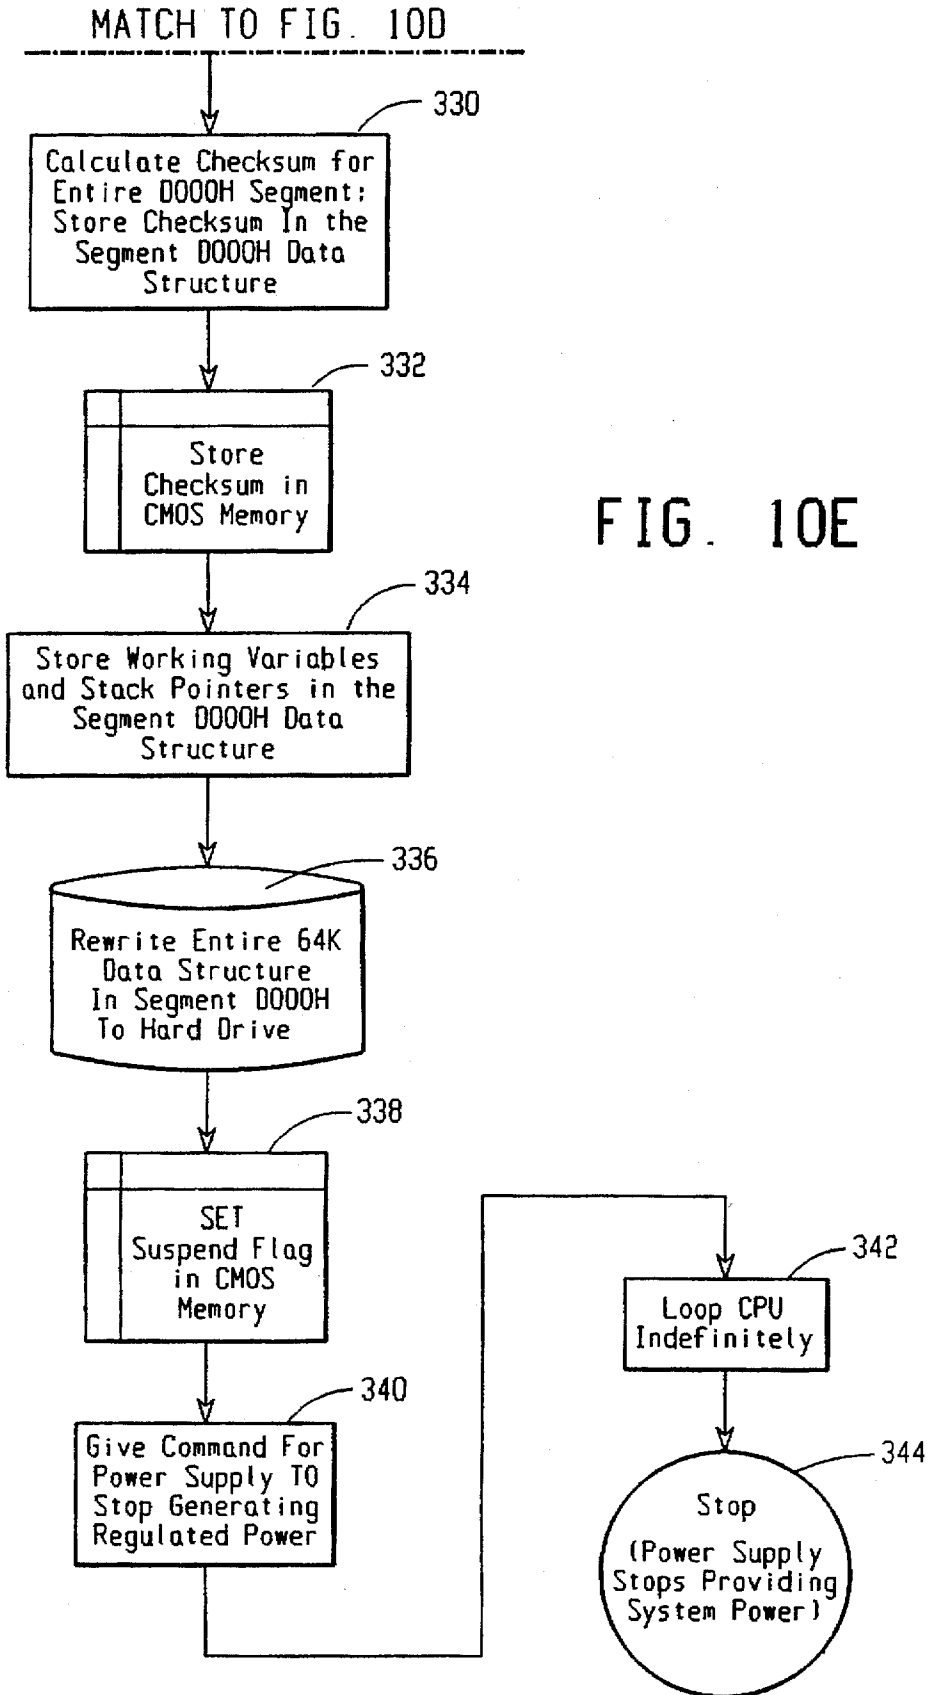 MATCH TO FIG. 10D
330
Calculate Checksum for
Entire D000H Segment;
Store Checksum In the
Segment D000H Data
Structure
332
Store
Checksum in
CMOS Memory
FIG. 10E
334
Store Working Variables
and Stack Pointers in the
Segment D000H Data
Structure
336
Rewrite Entire 64K
Data Structure
In Segment D000H
To Hard Drive
338
SET
Suspend Flag
in CMOS
Memory
340
Give Command For
Power Supply TO
Stop Generating
Regulated Power
342
Loop CPU
Indefinitely
344
Stop
(Power Supply
Stops Providing
System Power)